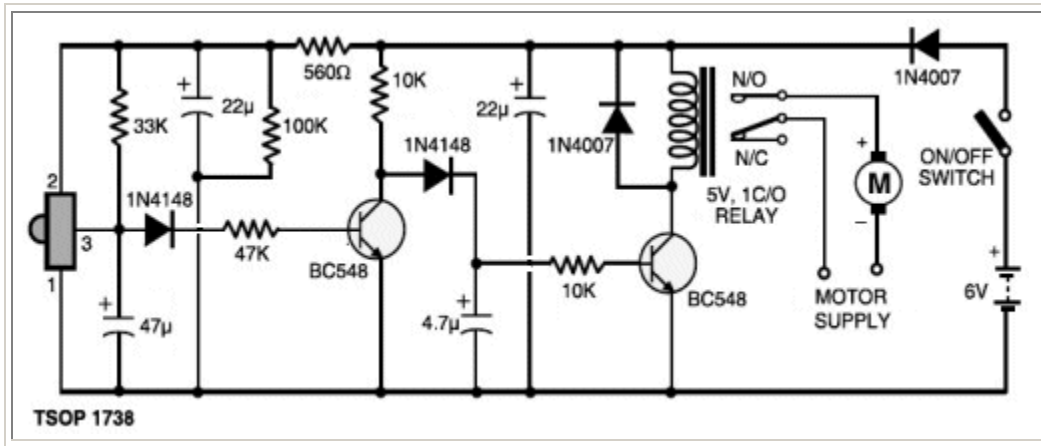 560Ω
10K
33K
+
22µ
100K
1N4148
+
22µ
1N4007
N/O
N/C
5V, 1C/O
RELAY
1N4007
+
M
–
ON/OFF
SWITCH
2
3
1
1N4148
47K
BC548
10K
BC548
+
47µ
+
4.7µ
MOTOR
SUPPLY
+
6V
TSOP 1738